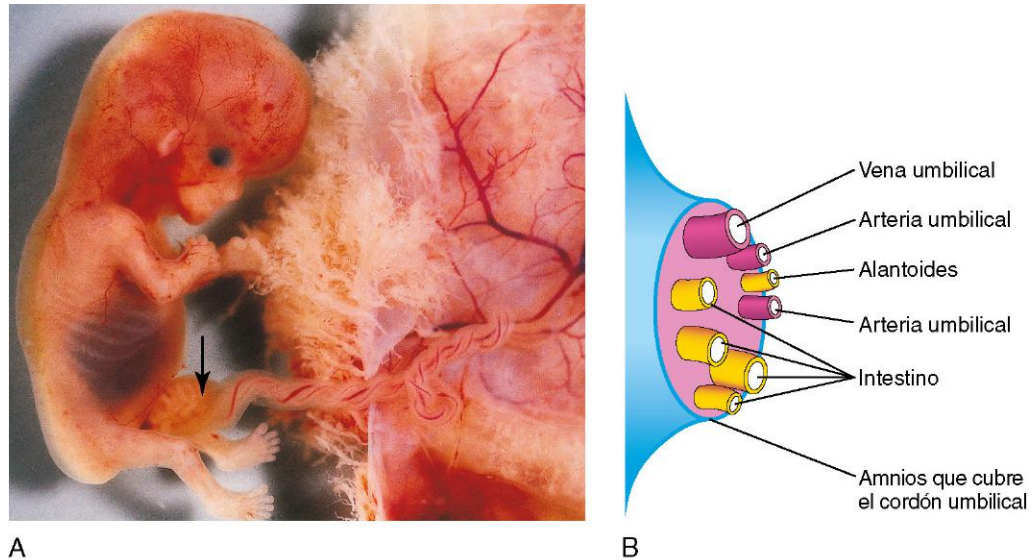 Vena umbilical
Arteria umbilical
Alantoides
Arteria umbilical
Intestino
Amnios que cubre
el cordón umbilical
A
B